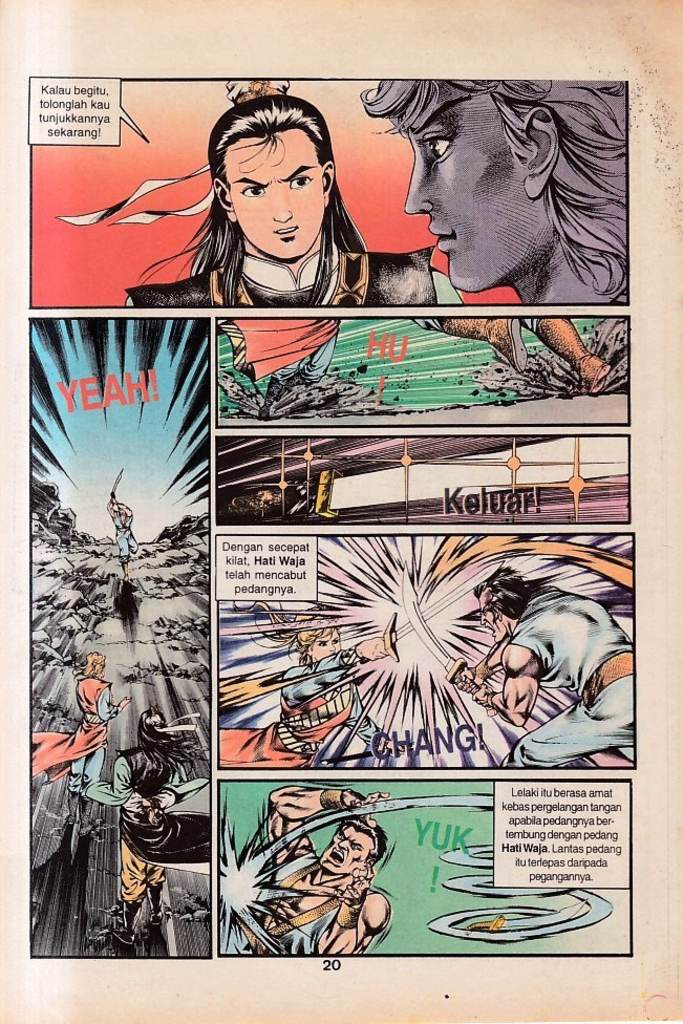 Kalau begitu,
tolonglah kau
tunjukkannya
sekarang!
YEAH!
HU
!
Keluar!
Dengan secepat
kilat, Hati Waja
telah mencabut
pedangnya.
CHANG!
YUK
!
Lelaki itu berasa amat
kebas pergelangan tangan
apabila pedangnya ber-
tembung dengan pedang
Hati Waja. Lantas pedang
itu terlepas daripada
pegangannya.
20